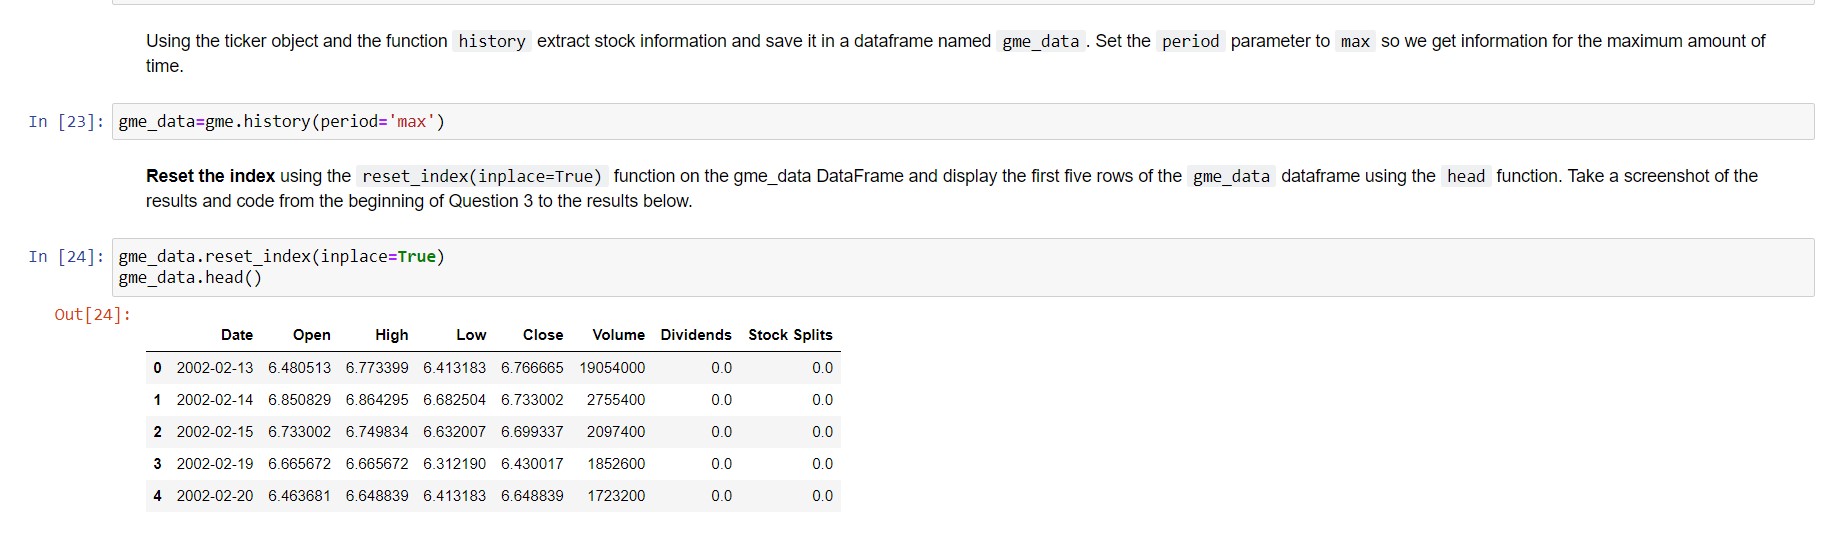 Using the ticker object and the function history extract stock information and save it in a dataframe named gme_data . Set the period parameter to max so we get information for the maximum amount of
time.
In [23]: gme_data=gme.history(period='max')
Reset the index using the reset_index(inplace=True) function on the gme_data DataFrame and display the first five rows of the gme_data dataframe using the head function. Take a screenshot of the
results and code from the beginning of Question 3 to the results below.
In [24]: gme_data.reset_index(inplace=True)
gme_data.head()
Out[24]:
Date Open High Low Close Volume Dividends Stock Splits
0 2002-02-13 6.480513 6.773399 6.413183 6.766665 19054000 0.0 0.0
1 2002-02-14 6.850829 6.864295 6.682504 6.733002 2755400 0.0 0.0
2 2002-02-15 6.733002 6.749834 6.632007 6.699337 2097400 0.0 0.0
3 2002-02-19 6.665672 6.665672 6.312190 6.430017 1852600 0.0 0.0
4 2002-02-20 6.463681 6.648839 6.413183 6.648839 1723200 0.0 0.0